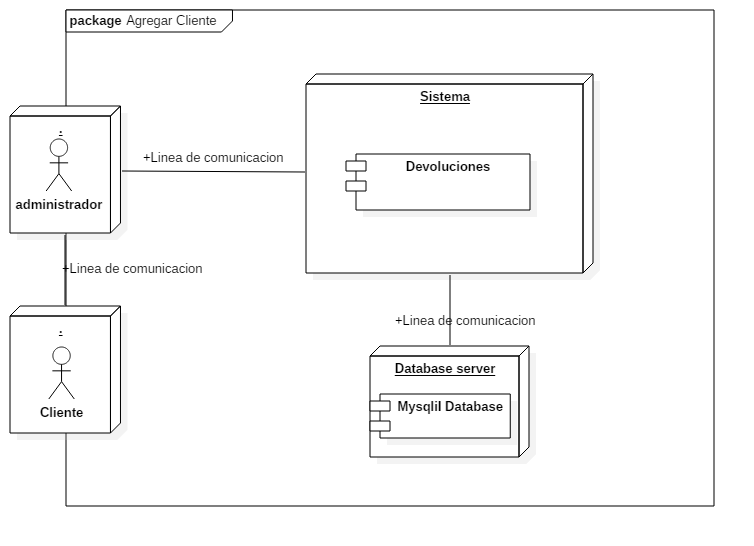 package Agregar Cliente
Sistema
:
+Linea de comunicacion
Devoluciones
administrador
+Linea de comunicacion
+Linea de comunicacion
:
Database server
Mysqlil Database
Cliente